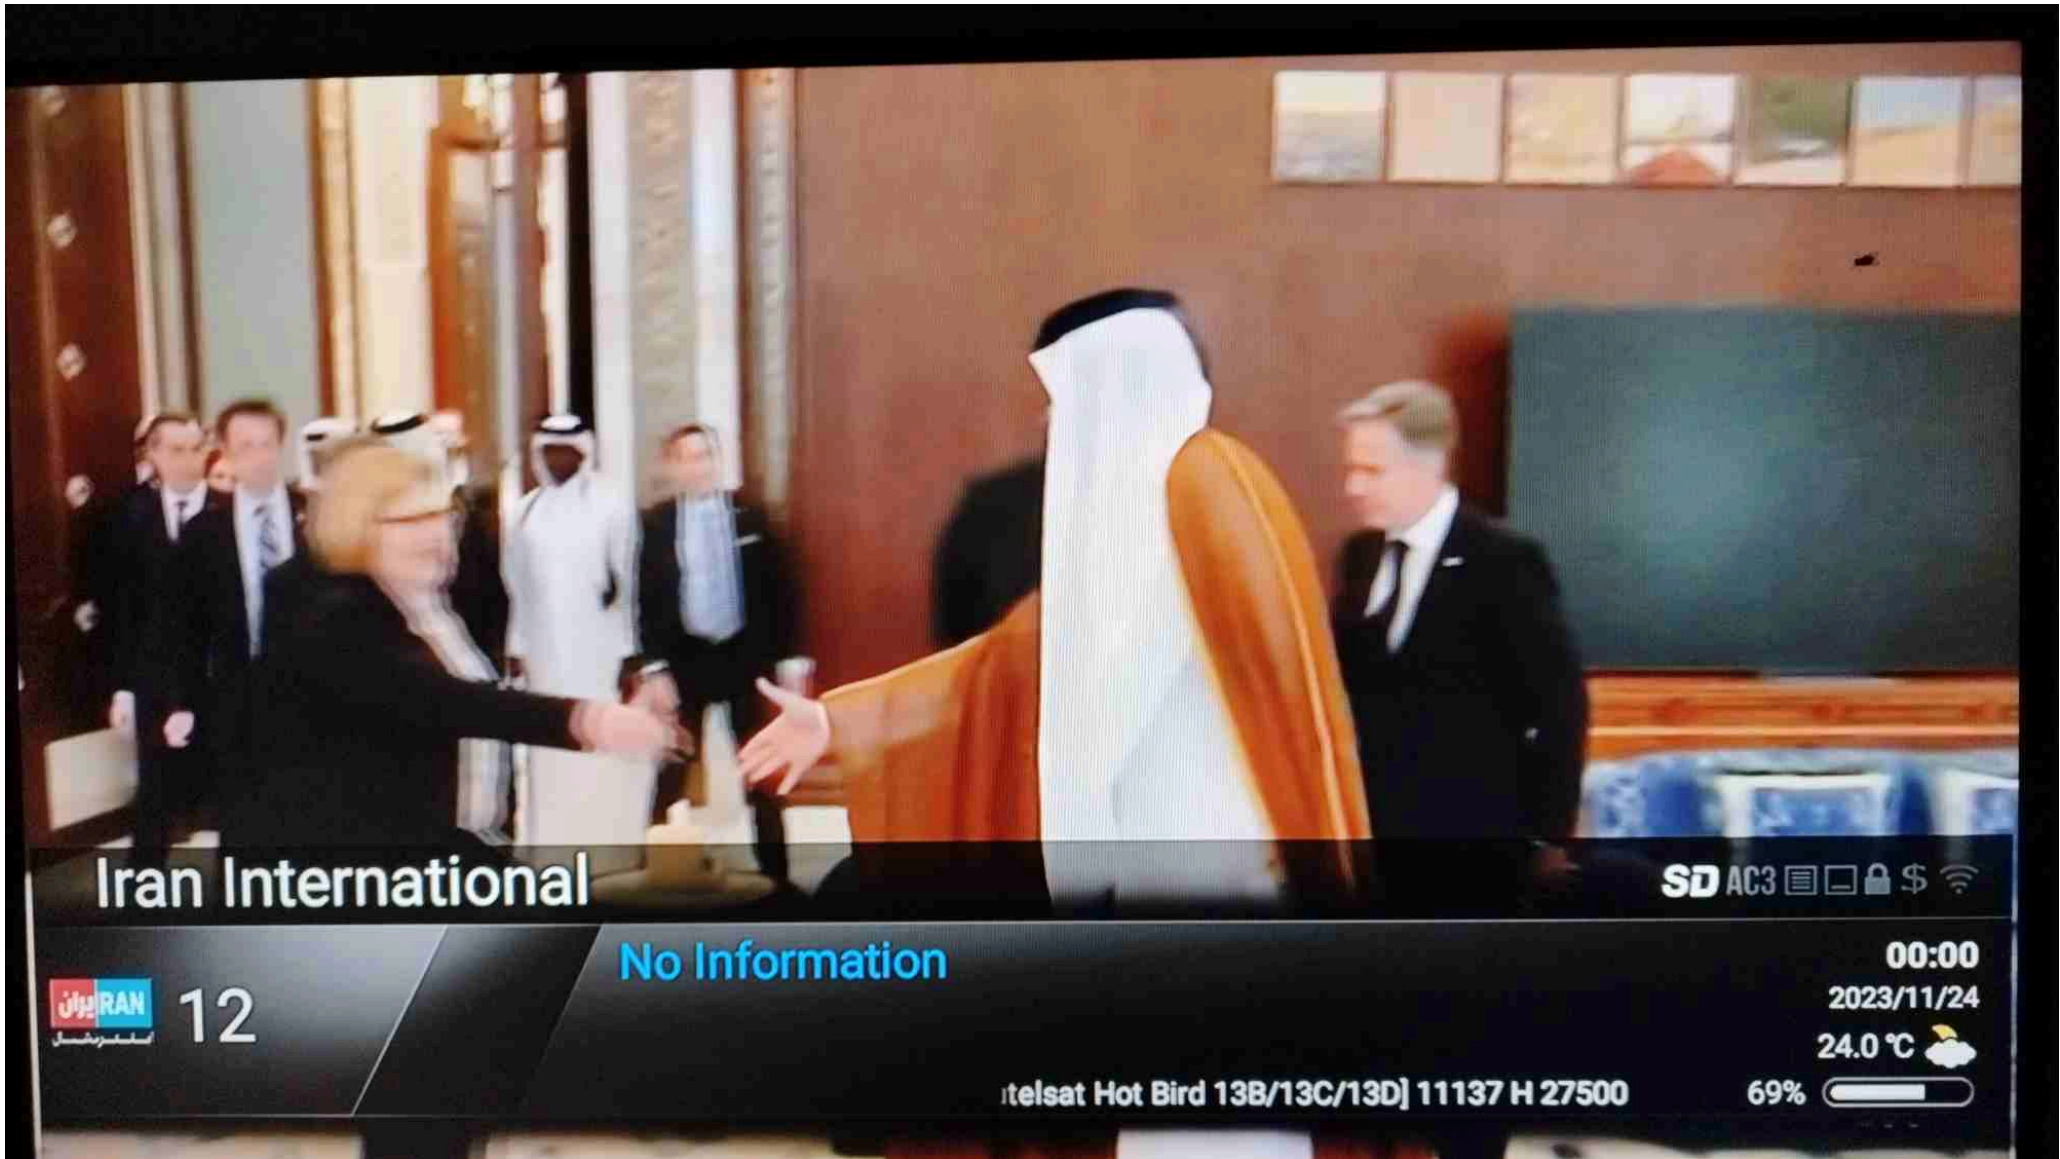 Iran International
SD AC3 $
ایران IRAN
اینترنشنال
12
No Information
00:00
2023/11/24
24.0 °C
telsat Hot Bird 13B/13C/13D] 11137 H 27500
69%